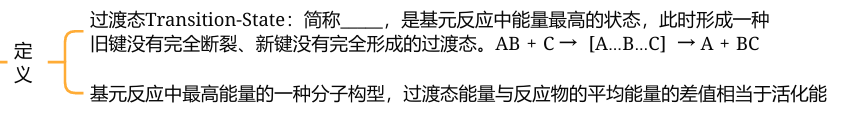 过渡态Transition-State：简称_____，是基元反应中能量最高的状态，此时形成一种
旧键没有完全断裂、新键没有完全形成的过渡态。AB + C → [A...B...C] → A + BC
定
义
基元反应中最高能量的一种分子构型，过渡态能量与反应物的平均能量的差值相当于活化能